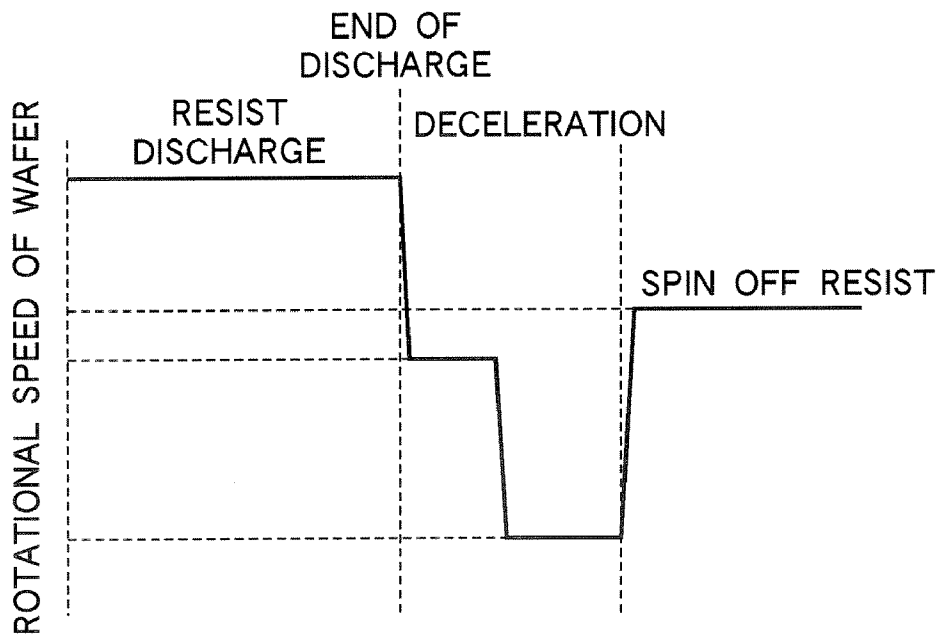 END OF
DISCHARGE
RESIST
DISCHARGE
DECELERATION
SPIN OFF RESIST
ROTATIONAL SPEED OF WAFER